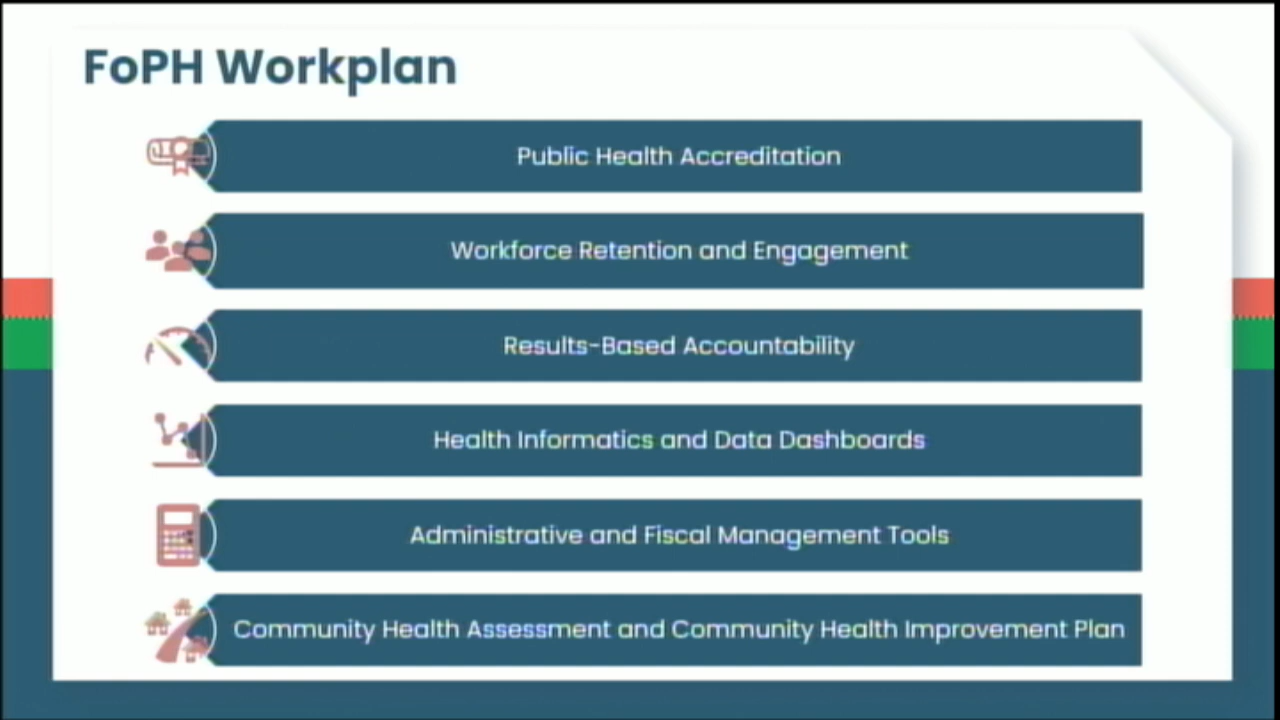 FoPH Workplan
Public Health Accreditation
Workforce Retention and Engagement
Results-Based Accountability
Health Informatics and Data Dashboards
Administrative and Fiscal Management Tools
Community Health Assessment and Community Health Improvement Plan